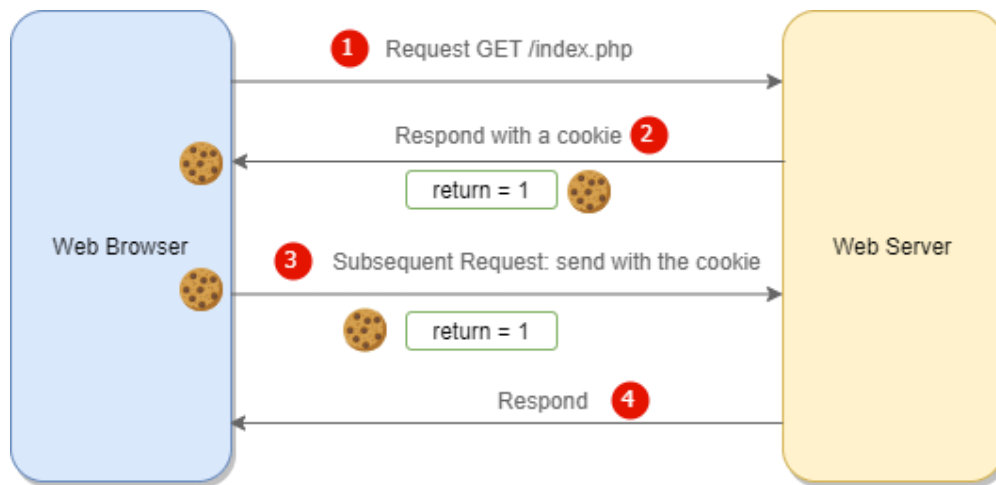 1 Request GET /index.php
Respond with a cookie 2
return = 1
Web Browser
Web Server
3 Subsequent Request: send with the cookie
return = 1
Respond 4